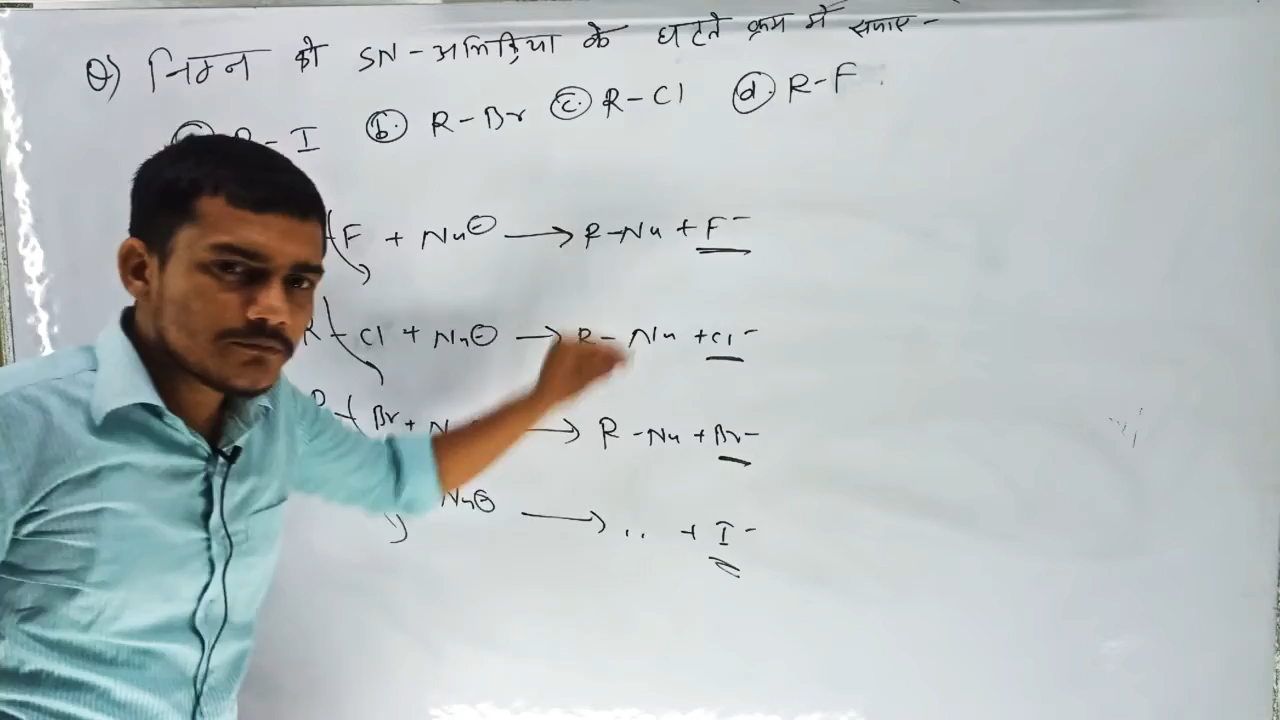 Q) निम्न को SN-अभिक्रिया के घटते क्रम में सजाए -
R-I (b.) R-Br (c.) R-Cl (d.) R-F
F + Nu⊖ → R-Nu + F⁻
R-Cl + Nu⊖ → R-Nu + Cl⁻
R-Br + → R-Nu + Br⁻
Nu⊖ → .. + I⁻